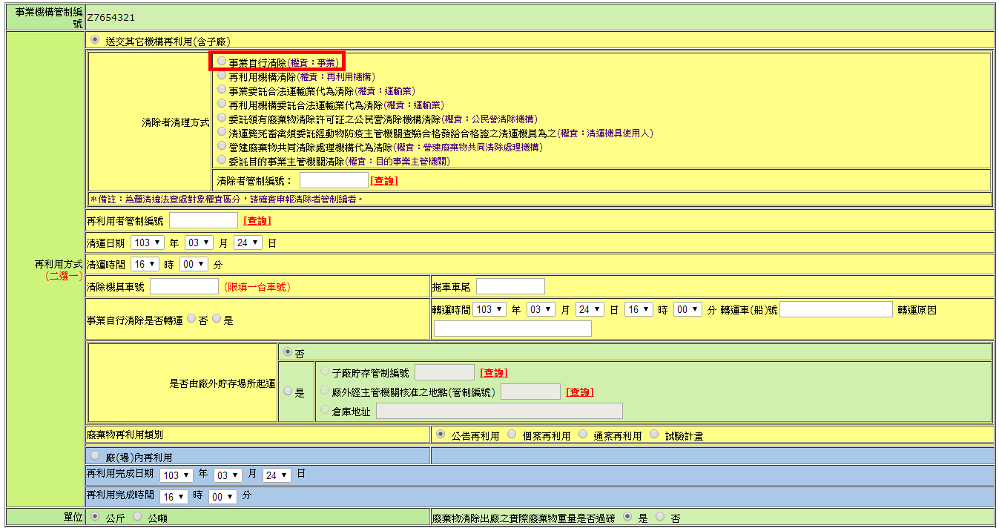 事業機構管制編號 Z7654321
送交其它機構再利用(含子廠)
清除者清理方式
事業自行清除(權責：事業)
再利用機構清除(權責：再利用機構)
事業委託合法運輸業代為清除(權責：運輸業)
再利用機構委託合法運輸業代為清除(權責：運輸業)
委託領有廢棄物清除許可証之公民營清除機構清除(權責：公民營清除機構)
清運斃死畜禽須委託經動物防疫主管機關查驗合格發給合格證之清運機具為之(權責：清運機具使用人)
營建廢棄物共同清除處理機構代為清除(權責：營建廢棄物共同清除處理機構)
委託目的事業主管機關清除(權責：目的事業主管機關)
清除者管制編號： [查詢]
＊備註：為釐清違法查處對象權責區分，請確實申報清除者管制編者。
再利用者管制編號 [查詢]
清運日期 103 年 03 月 24 日
再利用方式
(二選一)
清運時間 16 時 00 分
清除機具車號 (限填一台車號) 拖車車尾
事業自行清除是否轉運 否 是
轉運時間 103 年 03 月 24 日 16 時 00 分 轉運車(船)號 轉運原因
是否由廠外貯存場所起運
否
是
子廠貯存管制編號 [查詢]
廠外經主管機關核准之地點(管制編號) [查詢]
倉庫地址
廢棄物再利用類別 公告再利用 個案再利用 通案再利用 試驗計畫
廠(場)內再利用
再利用完成日期 103 年 03 月 24 日
再利用完成時間 16 時 00 分
單位 公斤 公噸 廢棄物清除出廠之實際廢棄物重量是否過磅 是 否